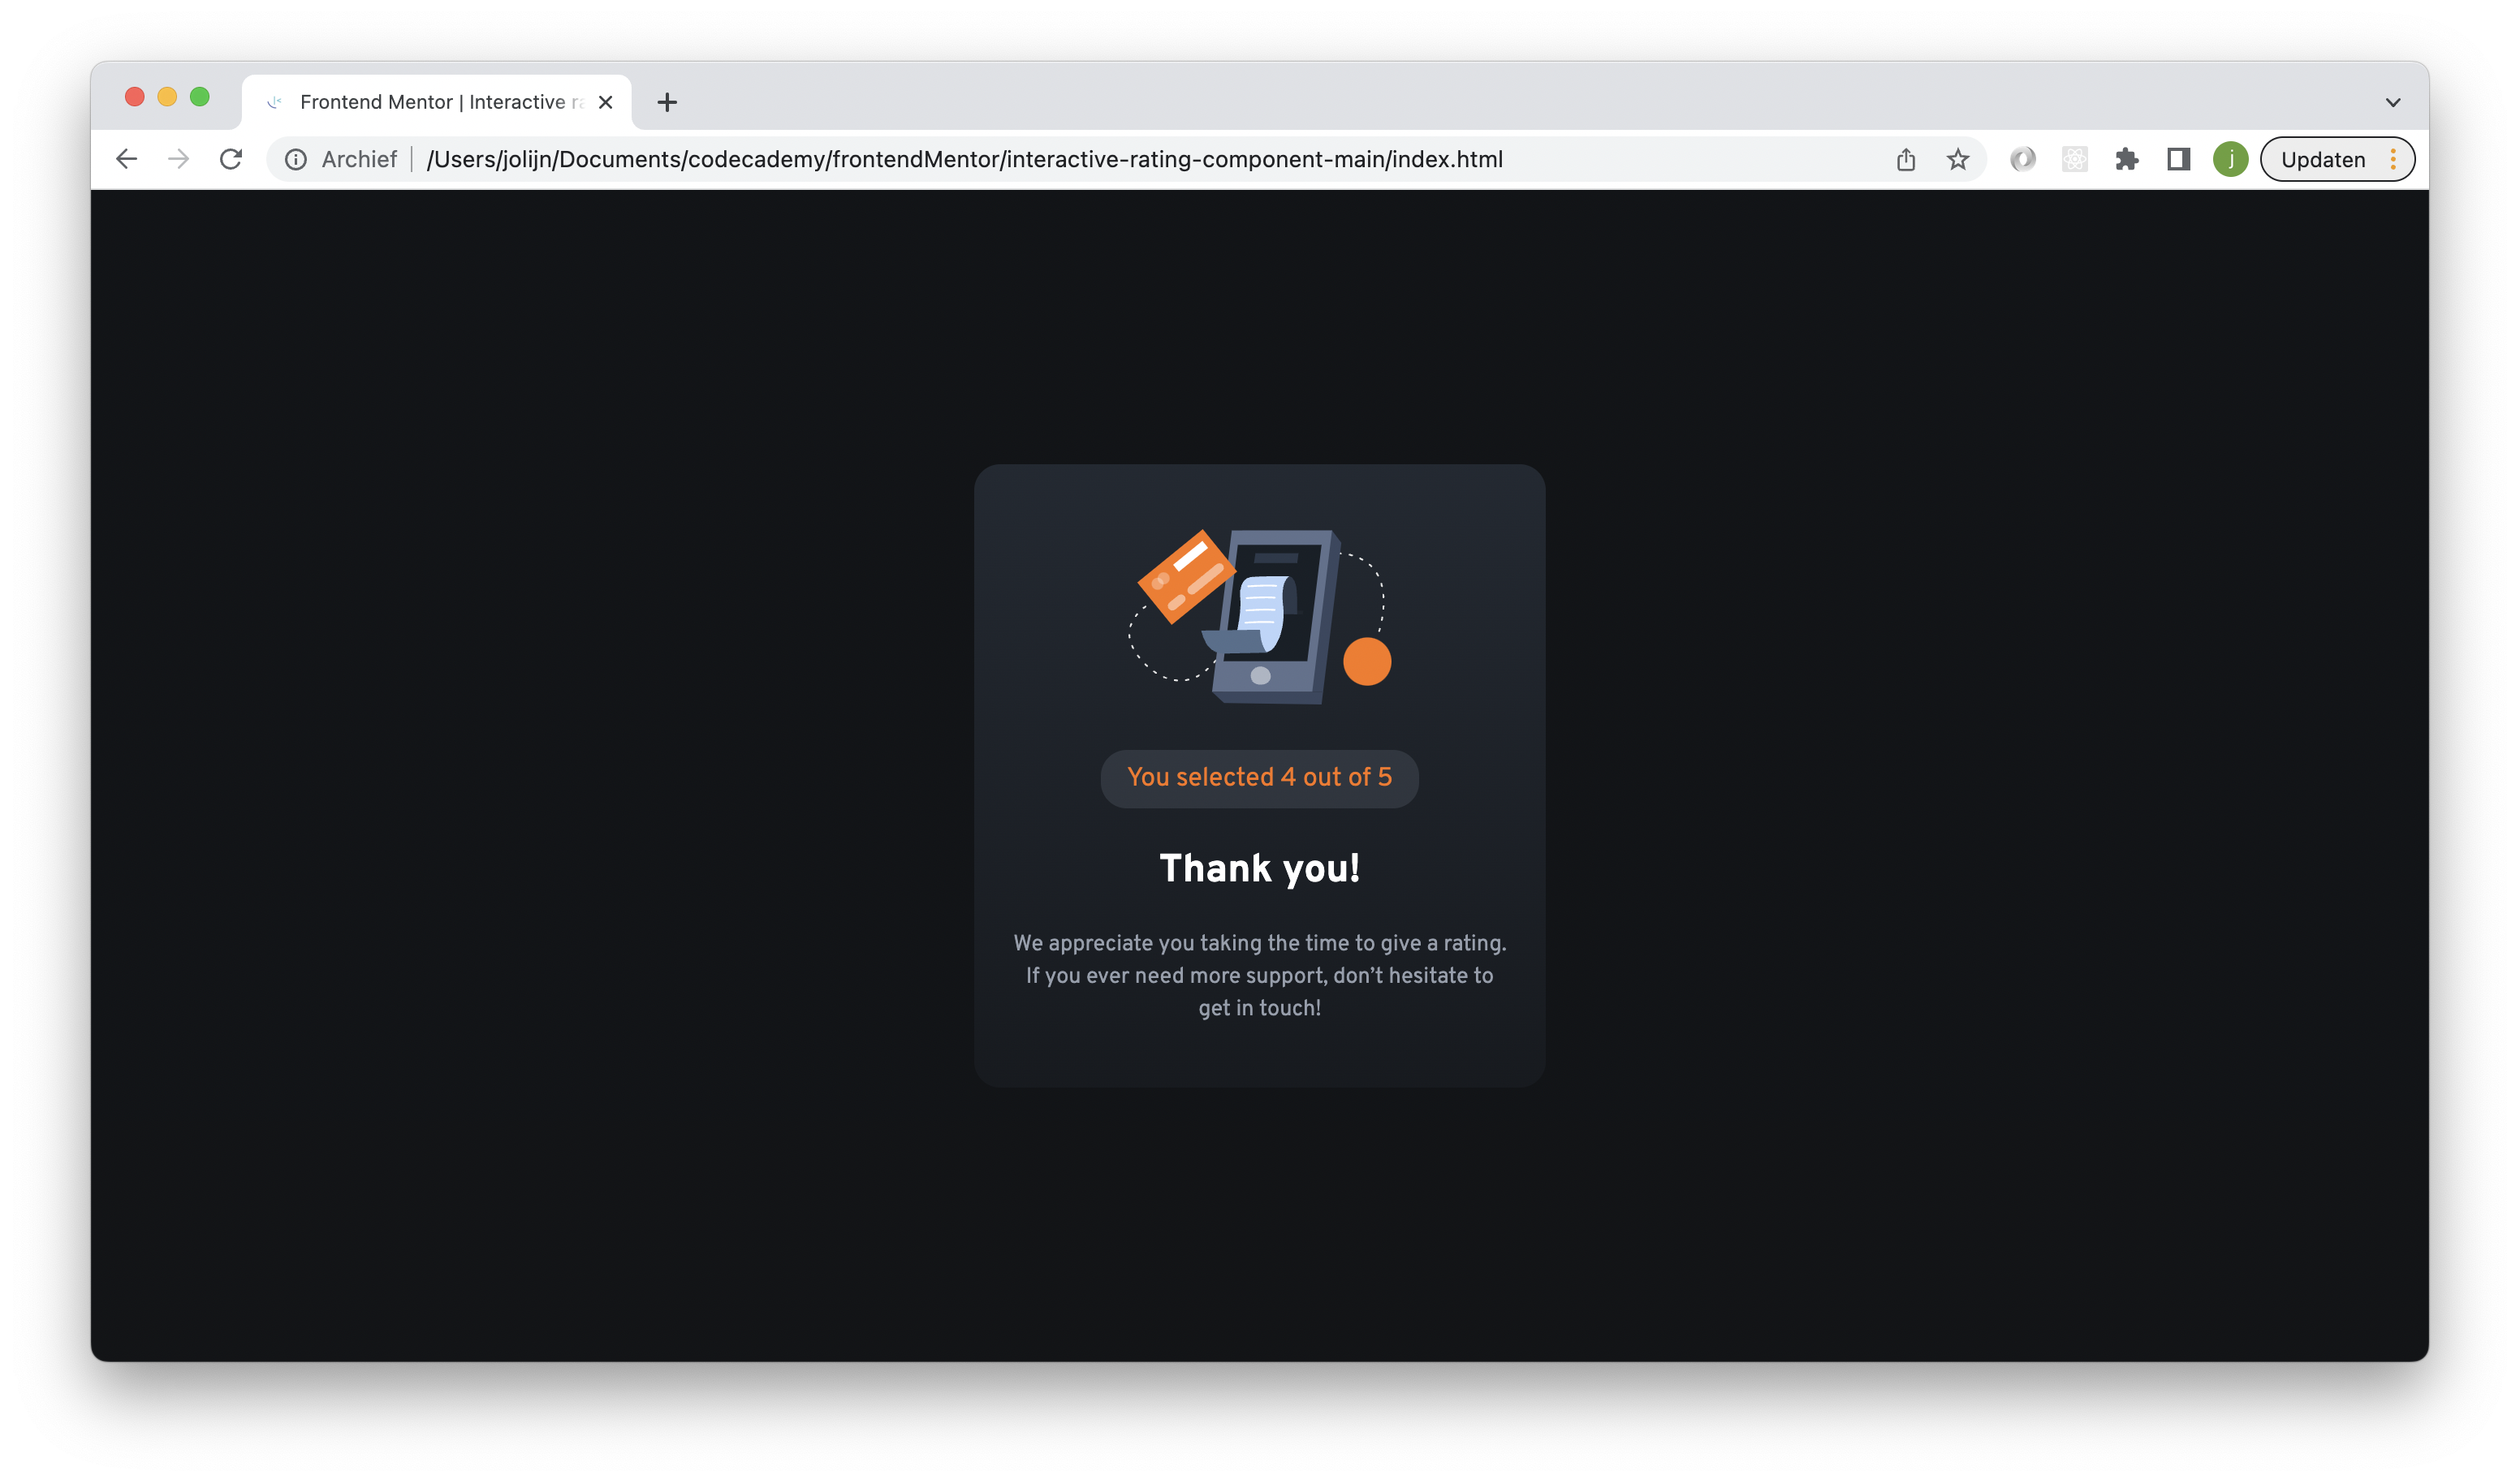 Frontend Mentor | Interactive ra
Archief
/Users/jolijn/Documents/codecademy/frontendMentor/interactive-rating-component-main/index.html
j
Updaten
You selected 4 out of 5
Thank you!
We appreciate you taking the time to give a rating.
If you ever need more support, don’t hesitate to
get in touch!